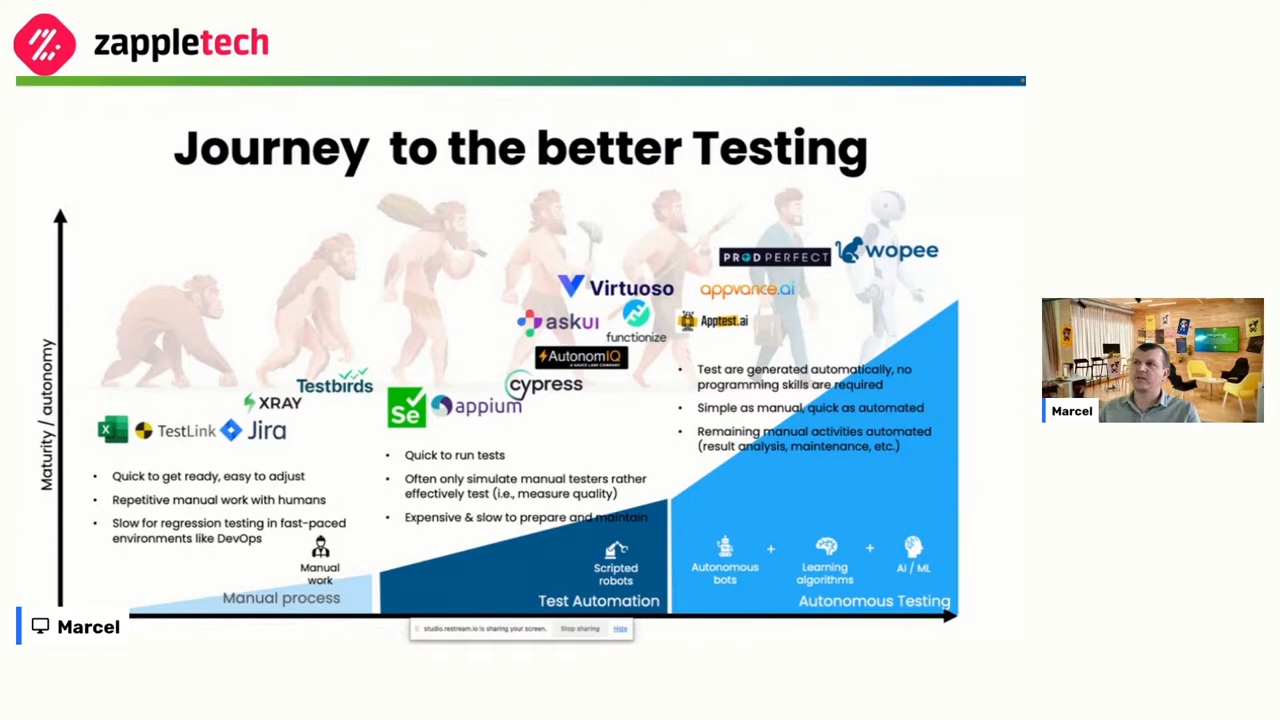 zappletech
Journey to the better Testing
wopee
PRODPERFECT
Virtuoso
appvance.ai
askui
functionize
Apptest.ai
AutonomIQ
A SAUCE LABS COMPANY
cypress
Testbirds
XRAY
Se
appium
X
TestLink
Jira
Maturity / autonomy
• Quick to get ready, easy to adjust
• Repetitive manual work with humans
• Slow for regression testing in fast-paced
environments like DevOps
• Quick to run tests
• Often only simulate manual testers rather
effectively test (i.e., measure quality)
• Expensive & slow to prepare and maintain
• Test are generated automatically, no
programming skills are required
• Simple as manual, quick as automated
• Remaining manual activities automated
(result analysis, maintenance, etc.)
Manual
work
Manual process
Scripted
robots
Test Automation
Autonomous
bots
+
Learning
algorithms
+
AI / ML
Autonomous Testing
Marcel
studio.restream.io is sharing your screen.
Stop sharing
Hide
Marcel